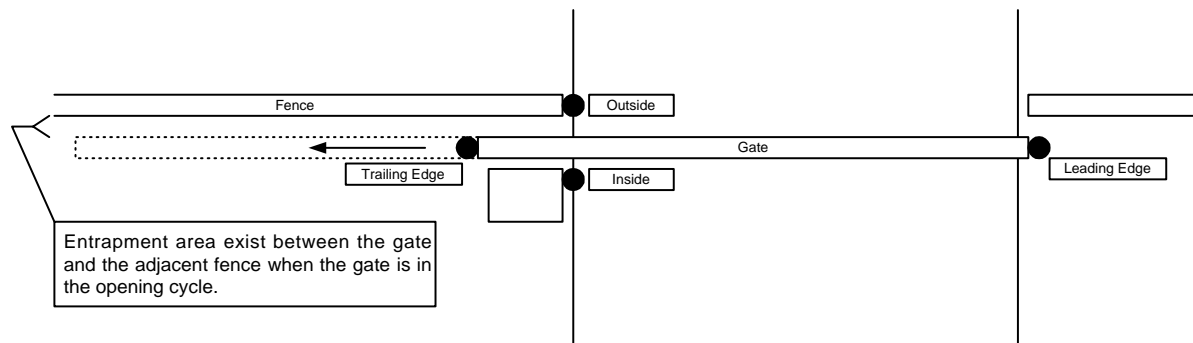 Fence
Outside
Gate
Trailing Edge
Inside
Leading Edge
Entrapment area exist between the gate
and the adjacent fence when the gate is in
the opening cycle.